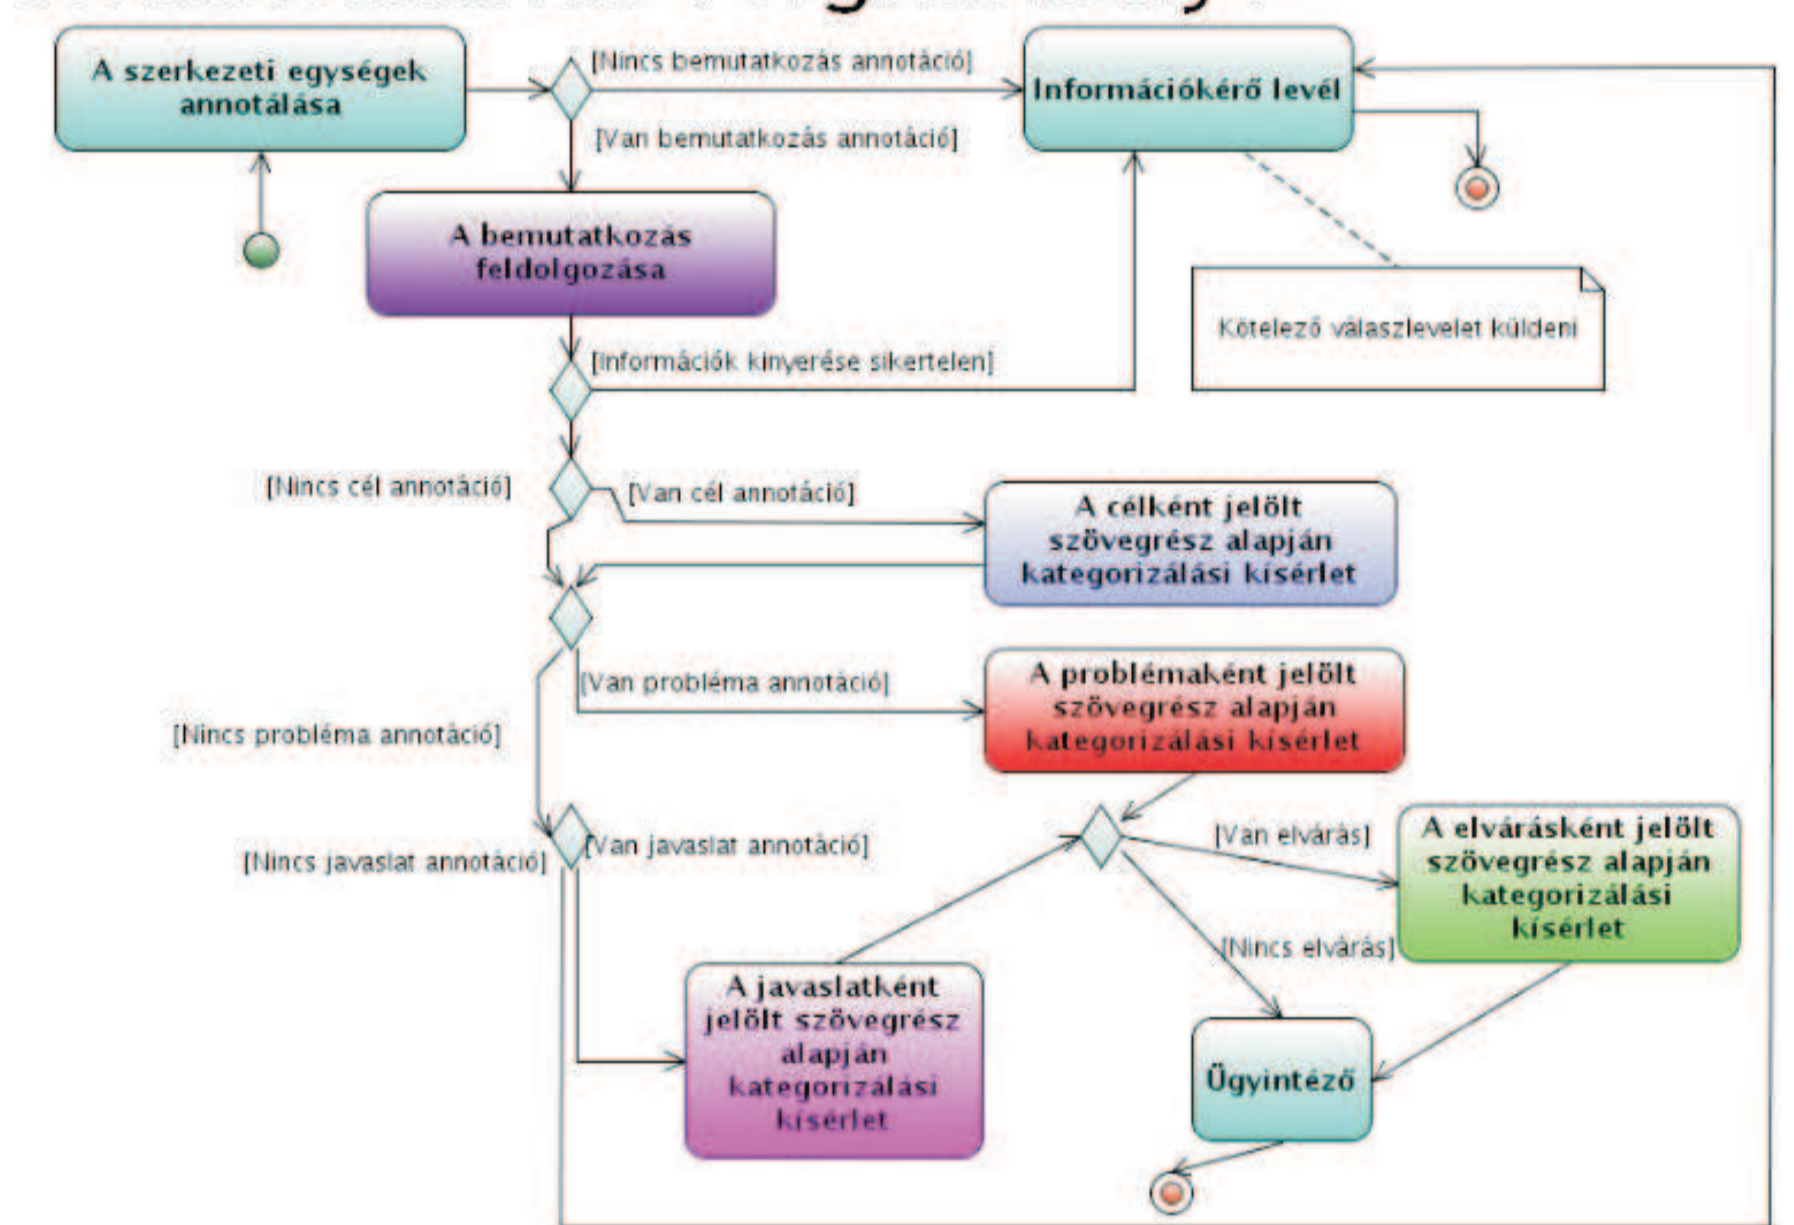 A szerkezeti egységek
annotálása
[Nincs bemutatkozás annotáció]
Információkérő levél
[Van bemutatkozás annotáció]
A bemutatkozás
feldolgozása
Kötelező válaszlevelet küldeni
[Információk kinyerése sikertelen]
[Nincs cél annotáció]
[Van cél annotáció]
A célként jelölt
szövegrész alapján
kategorizálási kísérlet
[Van probléma annotáció]
A problémaként jelölt
szövegrész alapján
kategorizálási kísérlet
[Nincs probléma annotáció]
[Nincs javaslat annotáció]
[Van javaslat annotáció]
[Van elvárás]
A elvárásként jelölt
szövegrész alapján
kategorizálási
kísérlet
[Nincs elvárás]
A javaslatként
jelölt szövegrész
alapján
kategorizálási
kísérlet
Ügyintéző